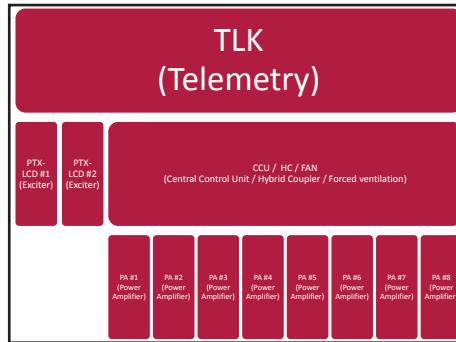 TLK
(Telemetry)
PTX-
LCD #1
(Exciter)
PTX-
LCD #2
(Exciter)
CCU / HC / FAN
(Central Control Unit / Hybrid Coupler / Forced ventilation)
PA #1
(Power
Amplifier)
PA #2
(Power
Amplifier)
PA #3
(Power
Amplifier)
PA #4
(Power
Amplifier)
PA #5
(Power
Amplifier)
PA #6
(Power
Amplifier)
PA #7
(Power
Amplifier)
PA #8
(Power
Amplifier)